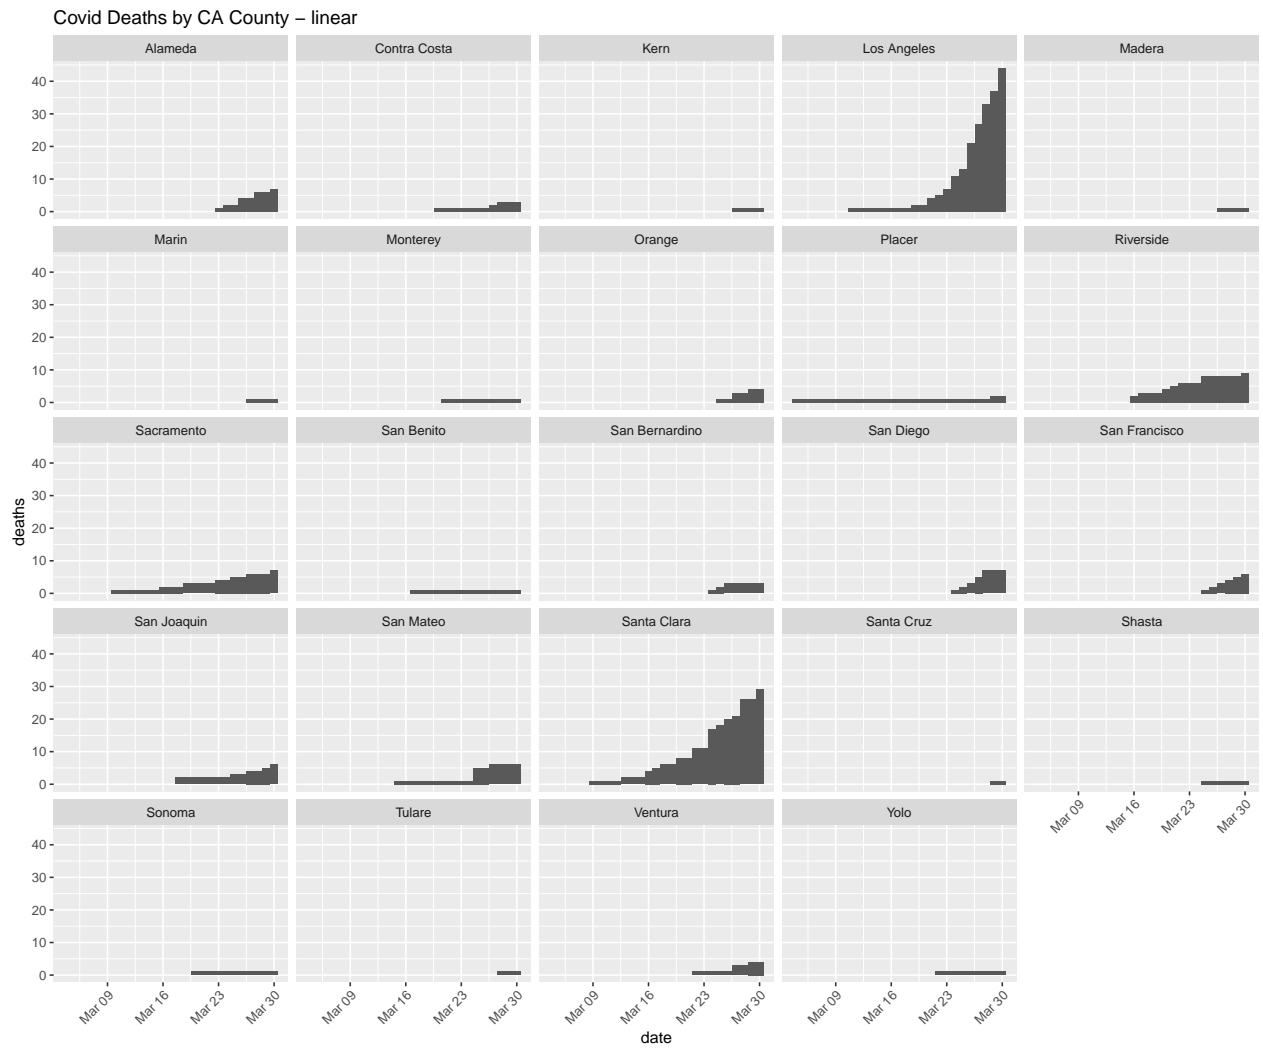 Covid Deaths by CA County – linear
Alameda Contra Costa Kern Los Angeles Madera
40
30
20
10
0
Marin Monterey Orange Placer Riverside
40
30
20
10
0
Sacramento San Benito San Bernardino San Diego San Francisco
40
30
20
10
0
deaths
San Joaquin San Mateo Santa Clara Santa Cruz Shasta
40
30
20
10
0
Mar 09 Mar 16 Mar 23 Mar 30
Sonoma Tulare Ventura Yolo
40
30
20
10
0
Mar 09 Mar 16 Mar 23 Mar 30 Mar 09 Mar 16 Mar 23 Mar 30 Mar 09 Mar 16 Mar 23 Mar 30 Mar 09 Mar 16 Mar 23 Mar 30
date